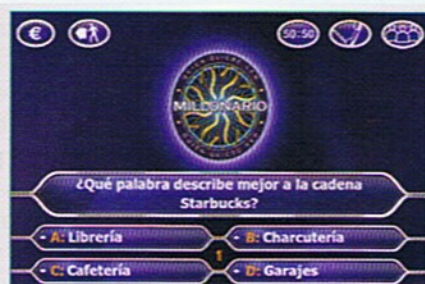 €
50:50
MILLONARIO
¿Qué palabra describe mejor a la cadena
Starbucks?
A: Librería
B: Charcutería
1
C: Cafetería
D: Garajes